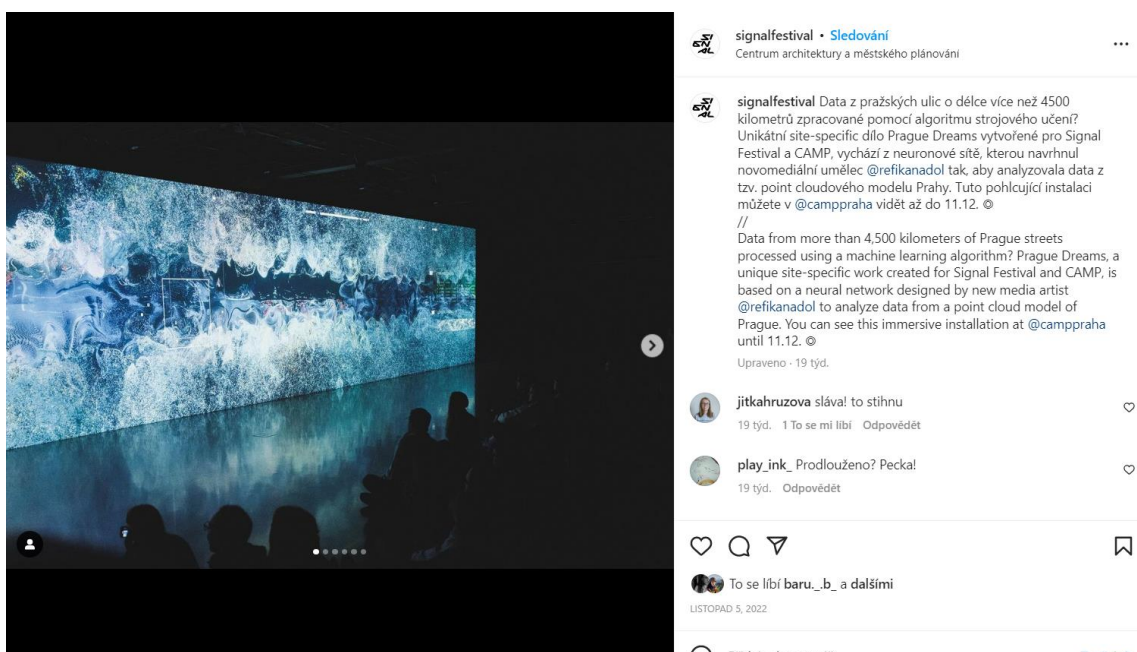 signalfestival • Sledování
Centrum architektury a městského plánování
signalfestival Data z pražských ulic o délce více než 4500
kilometrů zpracované pomocí algoritmu strojového učení?
Unikátní site-specific dílo Prague Dreams vytvořené pro Signal
Festival a CAMP, vychází z neuronové sítě, kterou navrhnul
novomediální umělec @refikanadol tak, aby analyzovala data z
tzv. point cloudového modelu Prahy. Tuto pohlcující instalaci
můžete v @camppraha vidět až do 11.12. ◎
//
Data from more than 4,500 kilometers of Prague streets
processed using a machine learning algorithm? Prague Dreams, a
unique site-specific work created for Signal Festival and CAMP, is
based on a neural network designed by new media artist
@refikanadol to analyze data from a point cloud model of
Prague. You can see this immersive installation at @camppraha
until 11.12. ◎
Upraveno · 19 týd.
jitkahruzova sláva! to stihnu
19 týd. 1 To se mi líbí Odpovědět
play_ink_ Prodlouženo? Pecka!
19 týd. Odpovědět
To se líbí baru._.b_ a dalšími
LISTOPAD 5, 2022